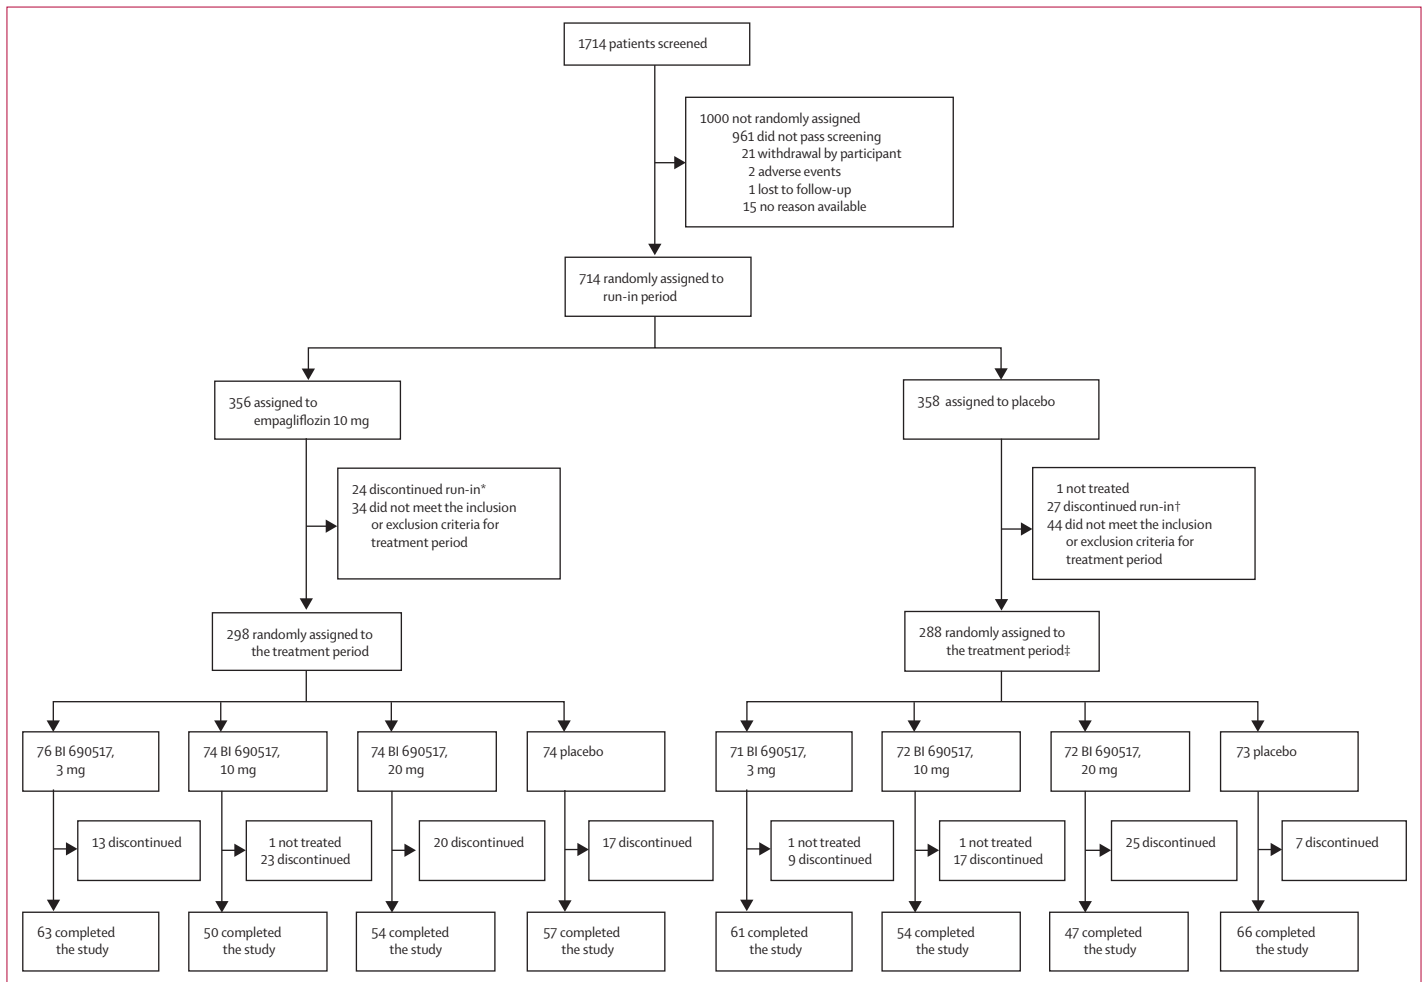 1714 patients screened
1000 not randomly assigned
961 did not pass screening
21 withdrawal by participant
2 adverse events
1 lost to follow-up
15 no reason available
714 randomly assigned to
run-in period
356 assigned to
empagliflozin 10 mg
358 assigned to placebo
24 discontinued run-in*
34 did not meet the inclusion
or exclusion criteria for
treatment period
1 not treated
27 discontinued run-in†
44 did not meet the inclusion
or exclusion criteria for
treatment period
298 randomly assigned to
the treatment period
288 randomly assigned to
the treatment period‡
76 BI 690517,
3 mg
74 BI 690517,
10 mg
74 BI 690517,
20 mg
74 placebo
71 BI 690517,
3 mg
72 BI 690517,
10 mg
72 BI 690517,
20 mg
73 placebo
13 discontinued
1 not treated
23 discontinued
20 discontinued
17 discontinued
1 not treated
9 discontinued
1 not treated
17 discontinued
25 discontinued
7 discontinued
63 completed
the study
50 completed
the study
54 completed
the study
57 completed
the study
61 completed
the study
54 completed
the study
47 completed
the study
66 completed
the study